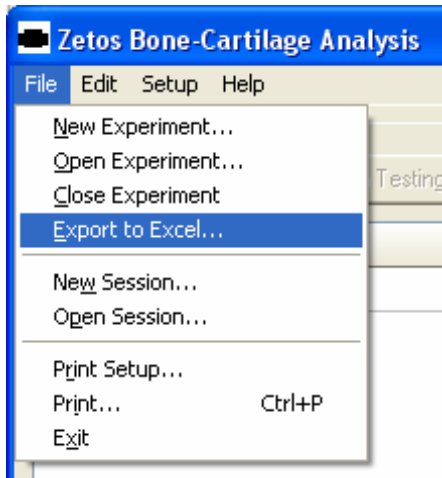 Zetos Bone-Cartilage Analysis
File Edit Setup Help
New Experiment...
Open Experiment...
Close Experiment
Testing
Export to Excel...
New Session...
Open Session...
Print Setup...
Print... Ctrl+P
Exit